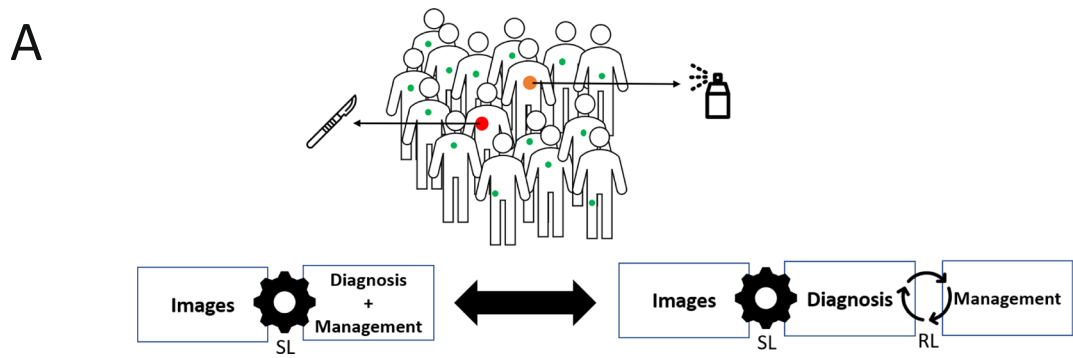 A
Images
Diagnosis
+
Management
SL
Images
Diagnosis
Management
SL
RL